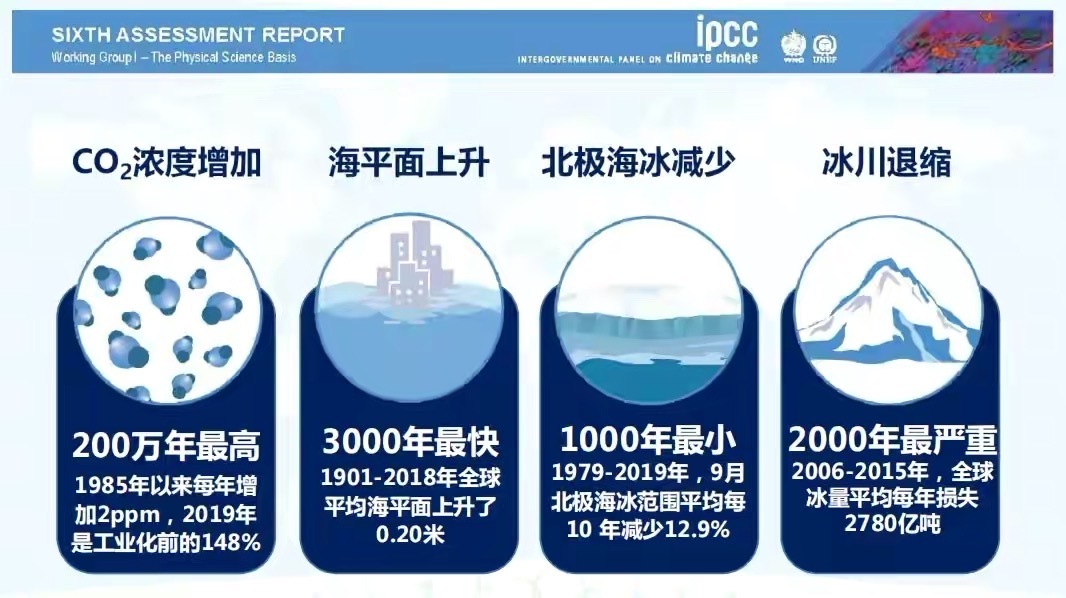 SIXTH ASSESSMENT REPORT
Working Group I – The Physical Science Basis
ipcc
INTERGOVERNMENTAL PANEL ON climate change
WMO
UNEP
CO₂浓度增加
海平面上升
北极海冰减少
冰川退缩
200万年最高
1985年以来每年增
加2ppm，2019年
是工业化前的148%
3000年最快
1901-2018年全球
平均海平面上升了
0.20米
1000年最小
1979-2019年，9月
北极海冰范围平均每
10 年减少12.9%
2000年最严重
2006-2015年，全球
冰量平均每年损失
2780亿吨